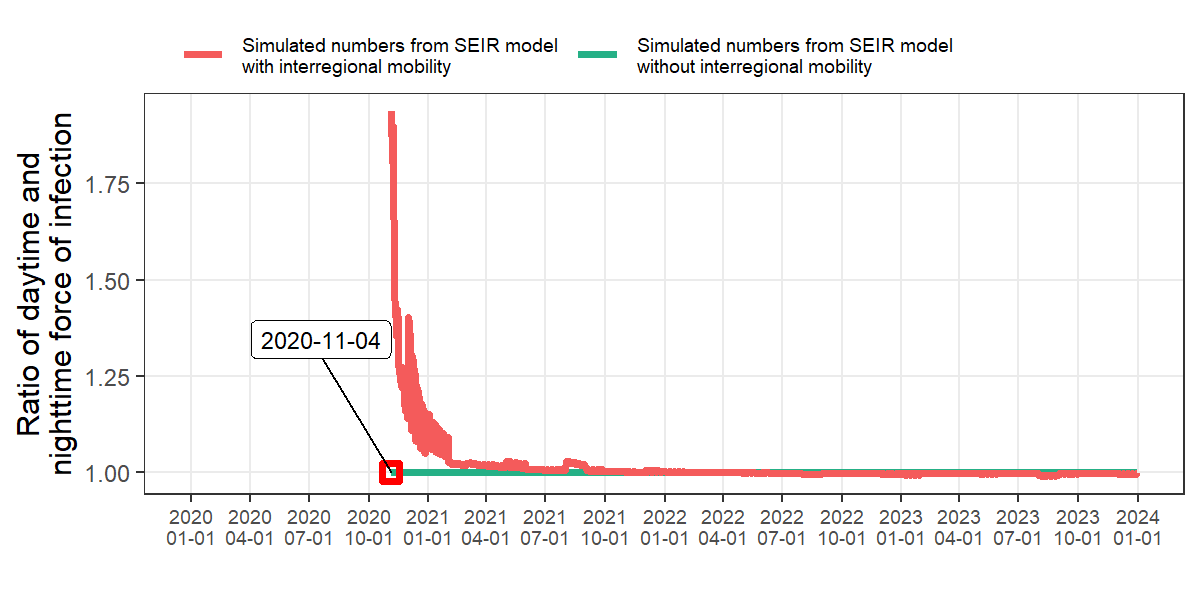 Simulated numbers from SEIR model
with interregional mobility
Simulated numbers from SEIR model
without interregional mobility
Ratio of daytime and
nighttime force of infection
1.75
1.50
1.25
1.00
2020-11-04
2020 2020 2020 2020 2021 2021 2021 2021 2022 2022 2022 2022 2023 2023 2023 2023 2024
01-01 04-01 07-01 10-01 01-01 04-01 07-01 10-01 01-01 04-01 07-01 10-01 01-01 04-01 07-01 10-01 01-01